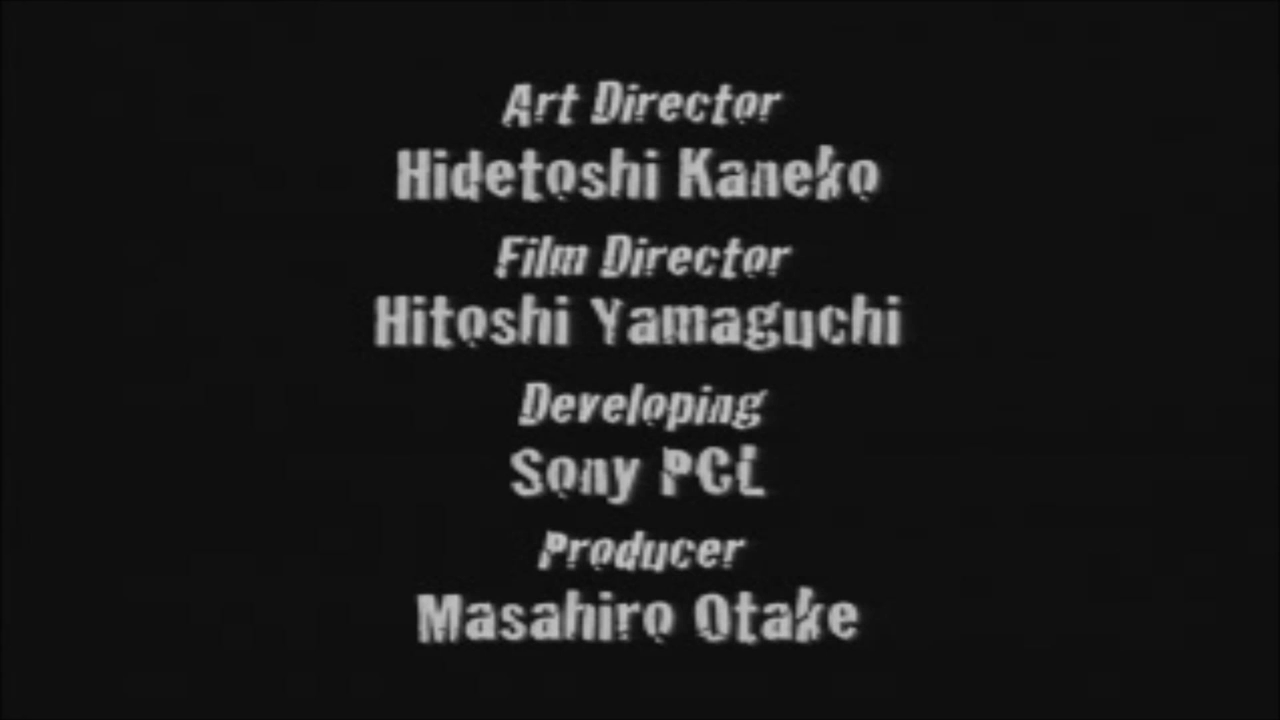 Art Director
Hidetoshi Kaneko
Film Director
Hitoshi Yamaguchi
Developing
Sony PCL
Producer
Masahiro Otake